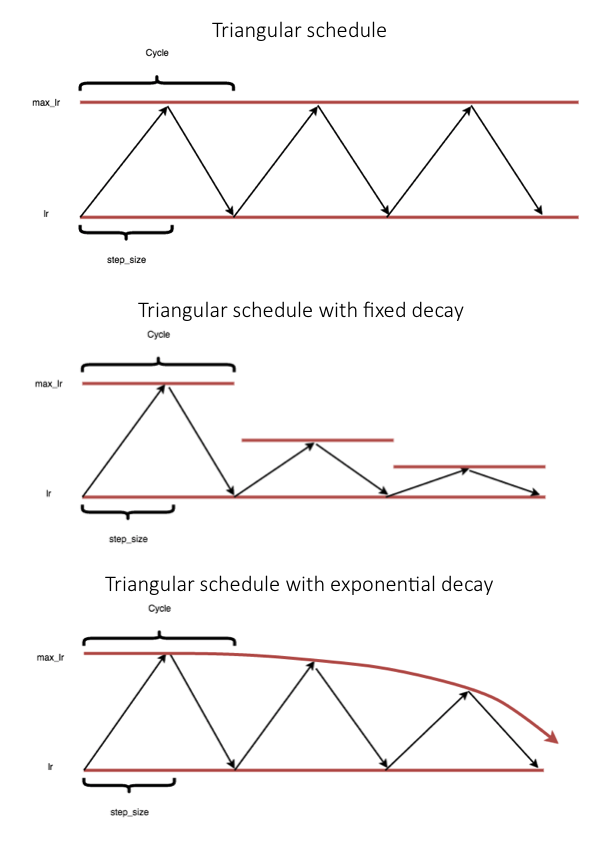 Triangular schedule
Cycle
max_lr
lr
step_size
Triangular schedule with fixed decay
Cycle
max_lr
lr
step_size
Triangular schedule with exponential decay
Cycle
max_lr
lr
step_size